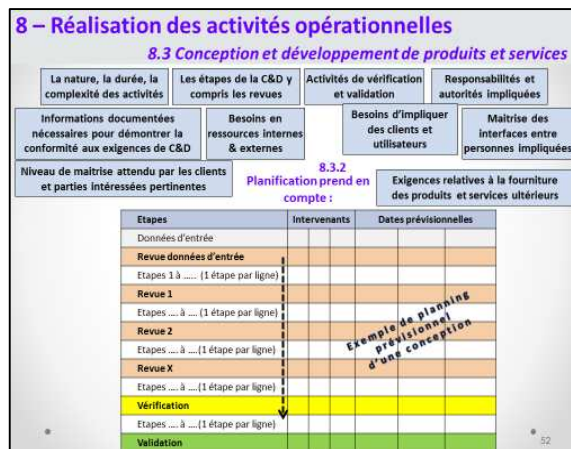 8 – Réalisation des activités opérationnelles
8.3 Conception et développement de produits et services
La nature, la durée, la
complexité des activités
Les étapes de la C&D y
compris les revues
Activités de vérification
et validation
Responsabilités et
autorités impliquées
Informations documentées
nécessaires pour démontrer la
conformité aux exigences de C&D
Besoins en
ressources internes
& externes
Besoins d'impliquer
des clients et
utilisateurs
Maitrise des
interfaces entre
personnes impliquées
Niveau de maitrise attendu par les clients
et parties intéressées pertinentes
8.3.2
Planification prend en
compte :
Exigences relatives à la fourniture
des produits et services ultérieurs
Etapes Intervenants Dates prévisionnelles
Données d'entrée
Revue données d'entrée
Etapes 1 à ..... (1 étape par ligne)
Revue 1
Etapes .... à .... (1 étape par ligne)
Revue 2
Etapes .... à .... (1 étape par ligne)
Revue X
Etapes .... à .... (1 étape par ligne)
Vérification
Etapes .... à .... (1 étape par ligne)
Validation
Exemple de planning
prévisionnel
d'une conception
52